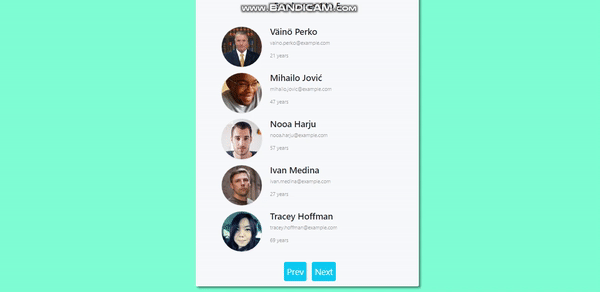 www.BANDICAM.com
Väinö Perko
vaino.perko@example.com
21 years
Mihailo Jović
mihailo.jovic@example.com
47 years
Nooa Harju
nooa.harju@example.com
57 years
Ivan Medina
ivan.medina@example.com
27 years
Tracey Hoffman
tracey.hoffman@example.com
69 years
Prev Next